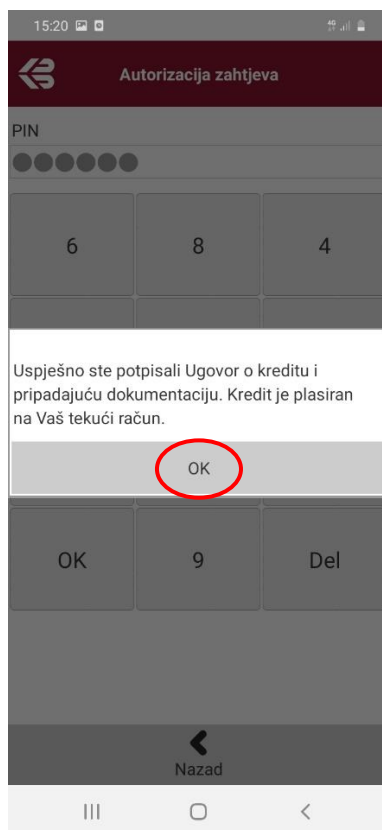 15:20
Autorizacija zahtjeva
PIN
6 8 4
Uspješno ste potpisali Ugovor o kreditu i
pripadajuću dokumentaciju. Kredit je plasiran
na Vaš tekući račun.
OK
OK 9 Del
Nazad